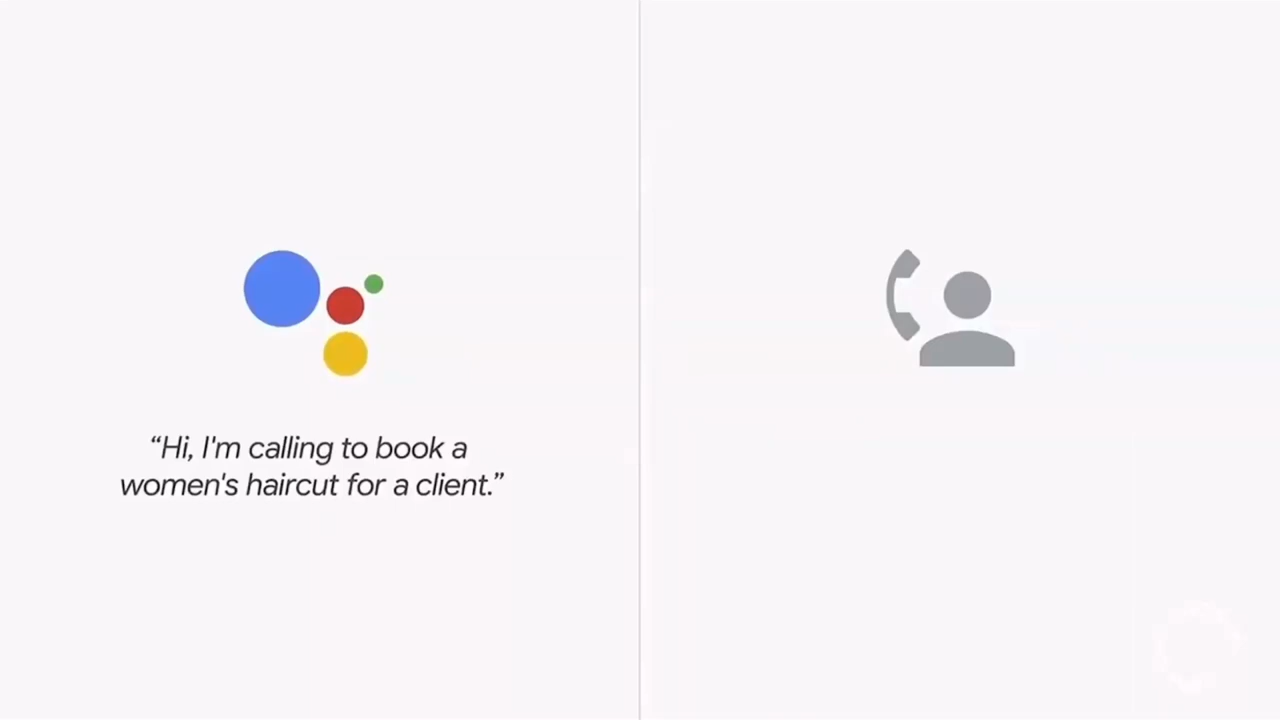 “Hi, I'm calling to book a
women's haircut for a client.”